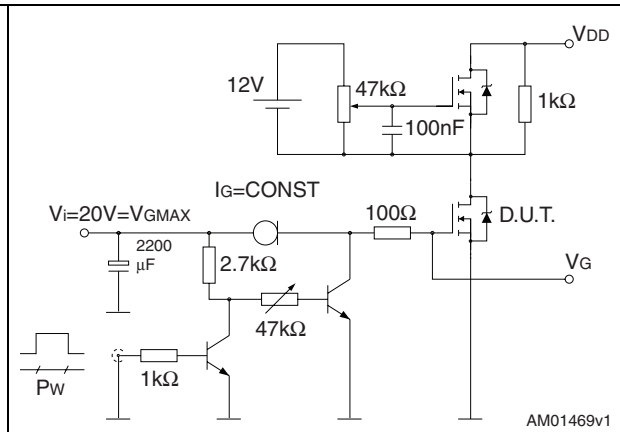 VDD
12V
47kΩ
1kΩ
100nF
IG=CONST
Vi=20V=VGMAX
100Ω
D.U.T.
2200
μF
2.7kΩ
VG
47kΩ
1kΩ
PW
AM01469v1